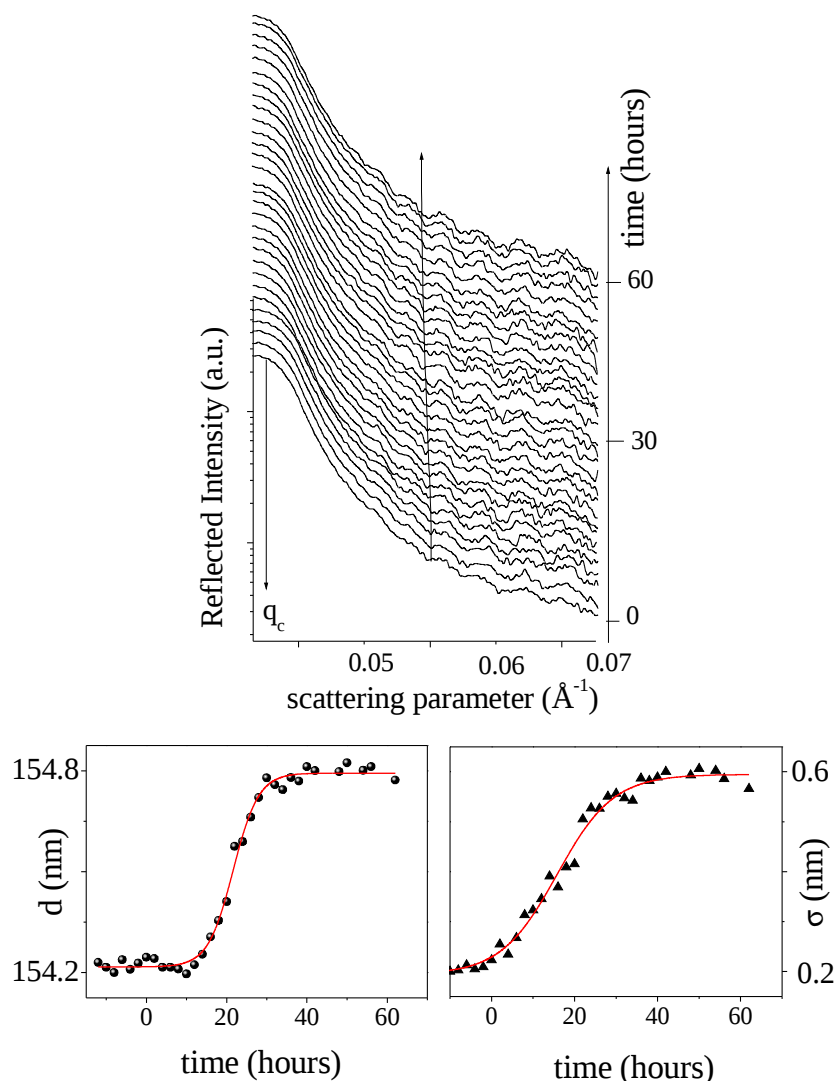 time (hours)
60
30
0
Reflected Intensity (a.u.)
q_c
0.05 0.06 0.07
scattering parameter (Å⁻¹)
154.8
154.2
d (nm)
0 20 40 60
time (hours)
0.6
0.2
σ (nm)
0 20 40 60
time (hours)